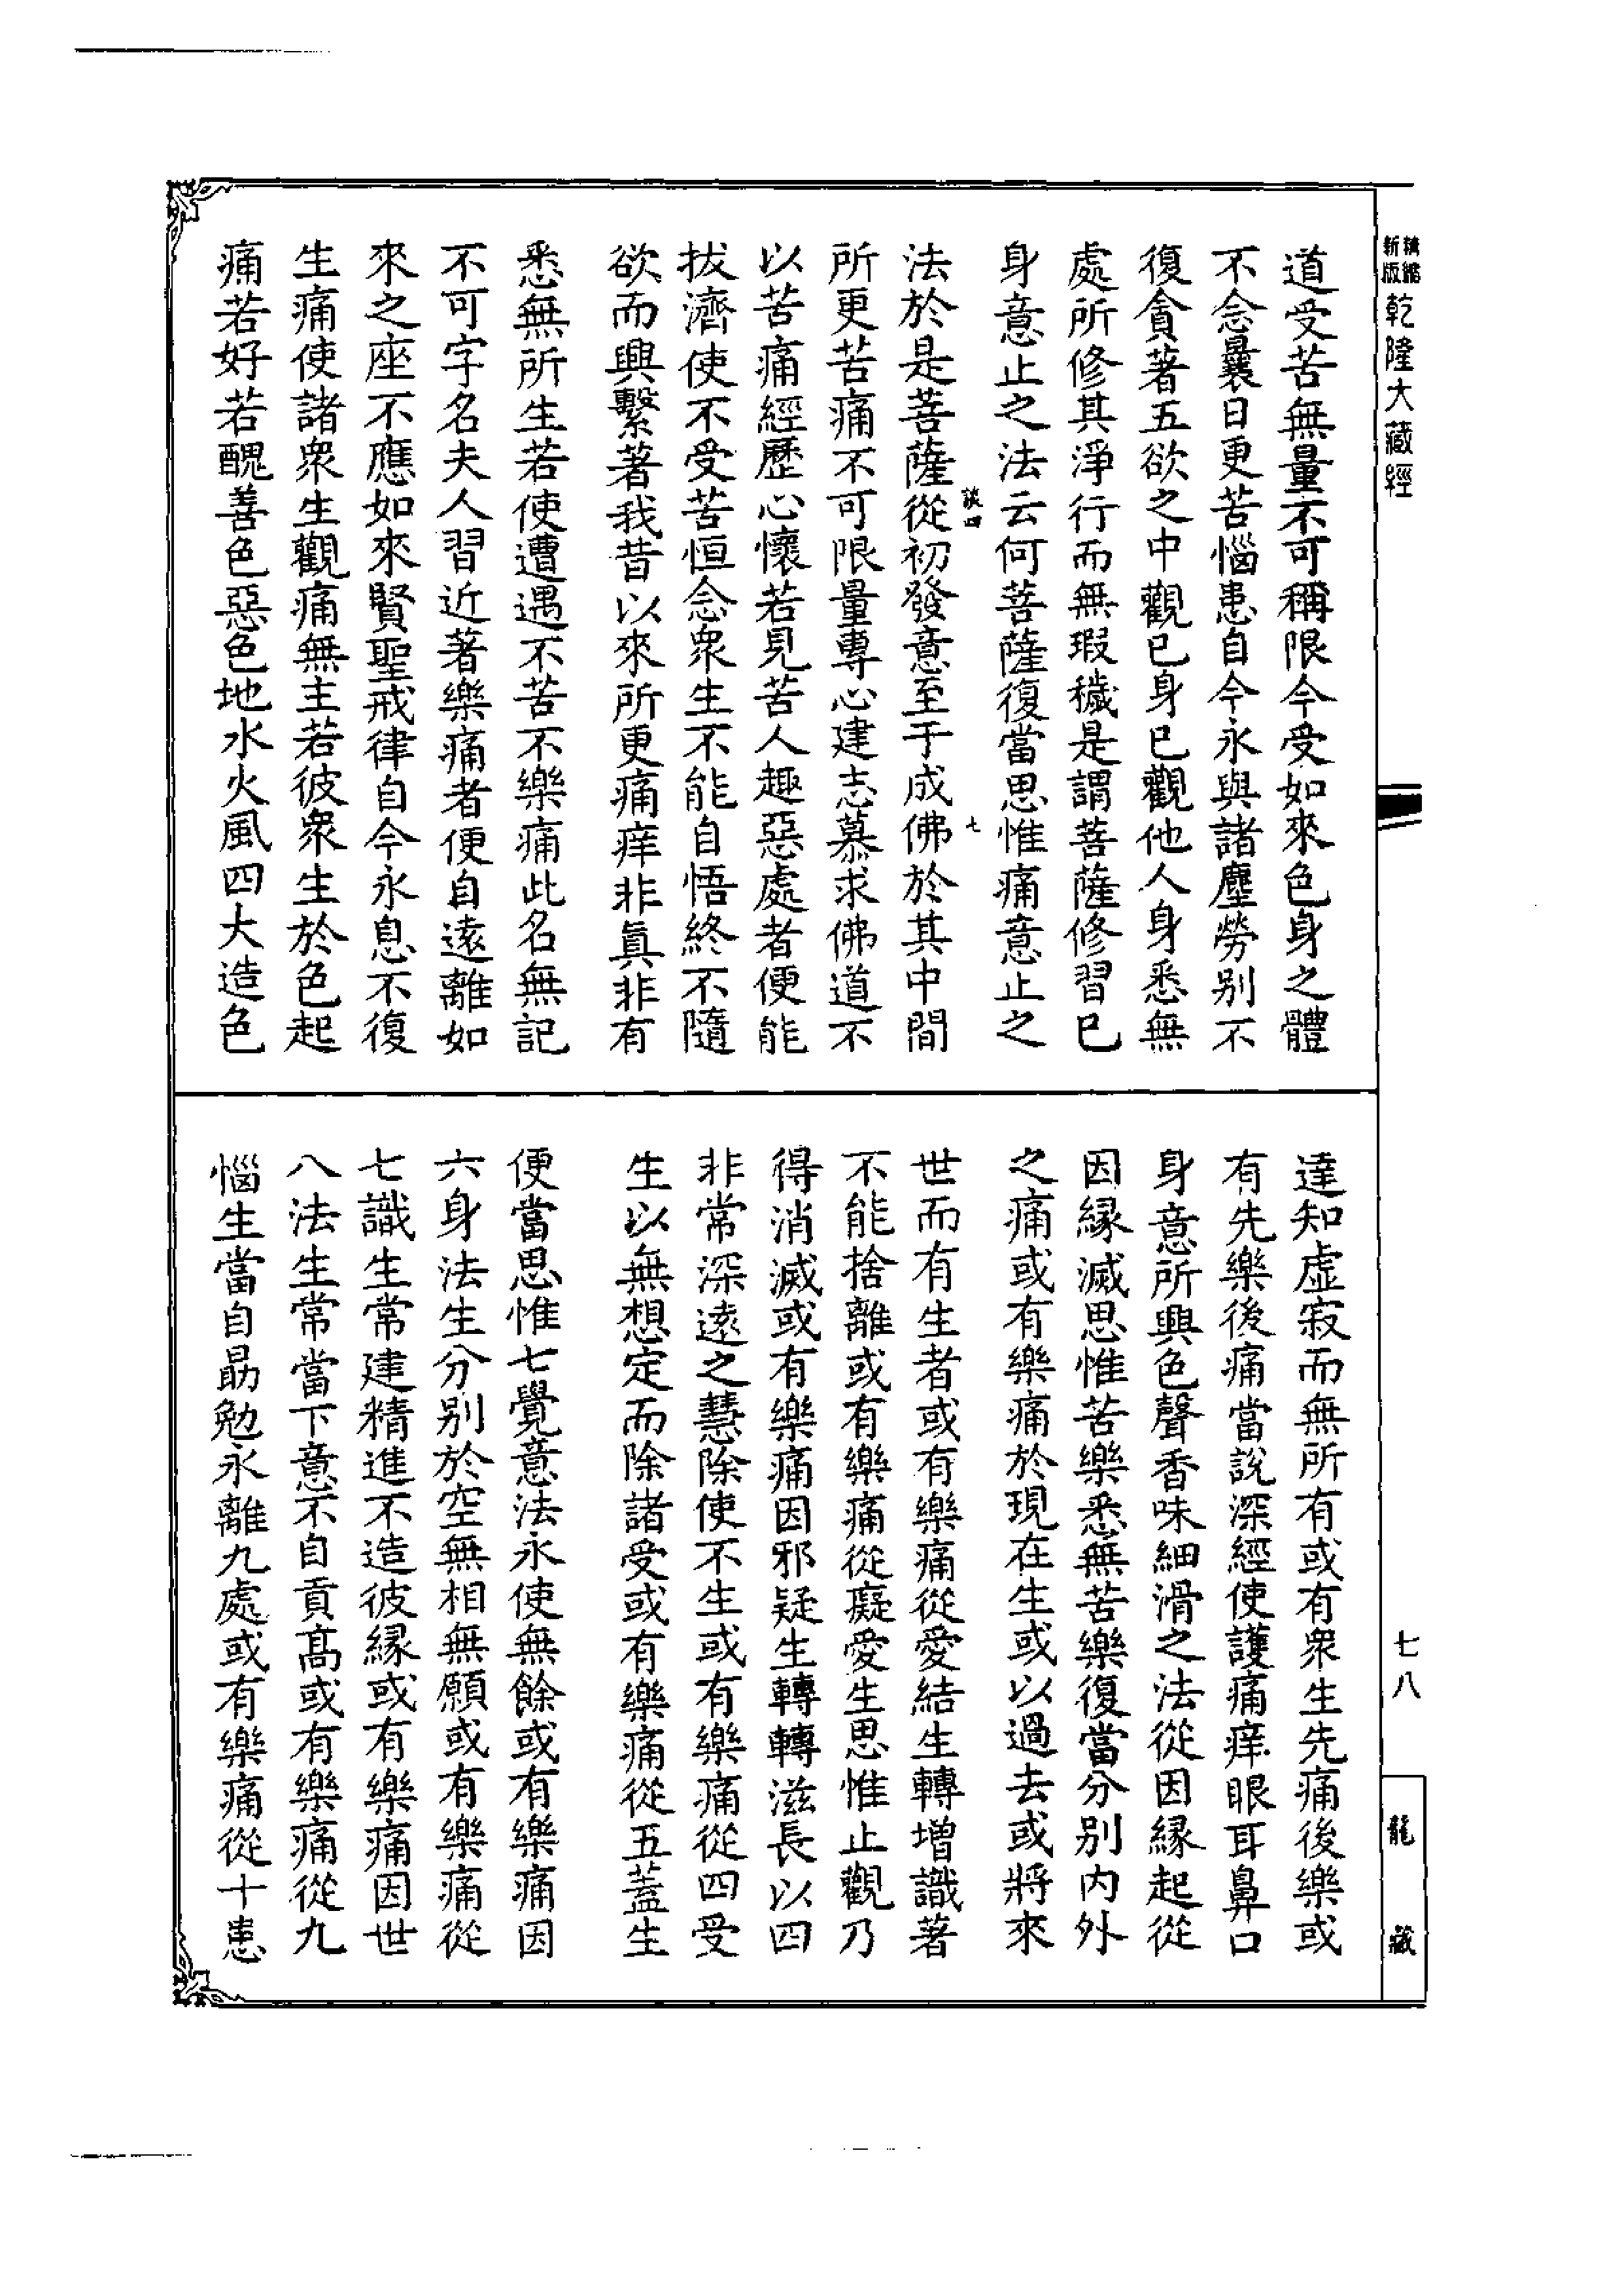 精縮新版
乾隆大藏經
道受苦無量不可稱限今受如來色身之體
不念曩日更苦惱患自今永與諸塵勞別不
復貪著五欲之中觀已身已觀他人身悉無
處所修其淨行而無瑕穢是謂菩薩修習已
身意止之法云何菩薩復當思惟痛意止之
談四
七
法於是菩薩從初發意至于成佛於其中間
所更苦痛不可限量專心建志慕求佛道不
以苦痛經歷心懷若見苦人趣惡處者便能
拔濟使不受苦恒念衆生不能自悟終不隨
欲而興繫著我昔以來所更痛痒非眞非有
悉無所生若使遭遇不苦不樂痛此名無記
不可字名夫人習近著樂痛者便自遠離如
來之座不應如來賢聖戒律自今永息不復
生痛使諸衆生觀痛無主若彼衆生於色起
痛若好若醜善色惡色地水火風四大造色
達知虛寂而無所有或有衆生先痛後樂或
有先樂後痛當說深經使護痛痒眼耳鼻口
身意所興色聲香味細滑之法從因縁起從
因縁滅思惟苦樂悉無苦樂復當分别内外
之痛或有樂痛於現在生或以過去或將來
世而有生者或有樂痛從愛結生轉增識著
不能捨離或有樂痛從癡愛生思惟止觀乃
得消滅或有樂痛因邪疑生轉轉滋長以四
非常深遠之慧除使不生或有樂痛從四受
生以無想定而除諸受或有樂痛從五蓋生
便當思惟七覺意法永使無餘或有樂痛因
六身法生分别於空無相無願或有樂痛從
七識生常建精進不造彼縁或有樂痛因世
八法生常當下意不自貢高或有樂痛從九
惱生當自勗勉永離九處或有樂痛從十患
七八
龍藏